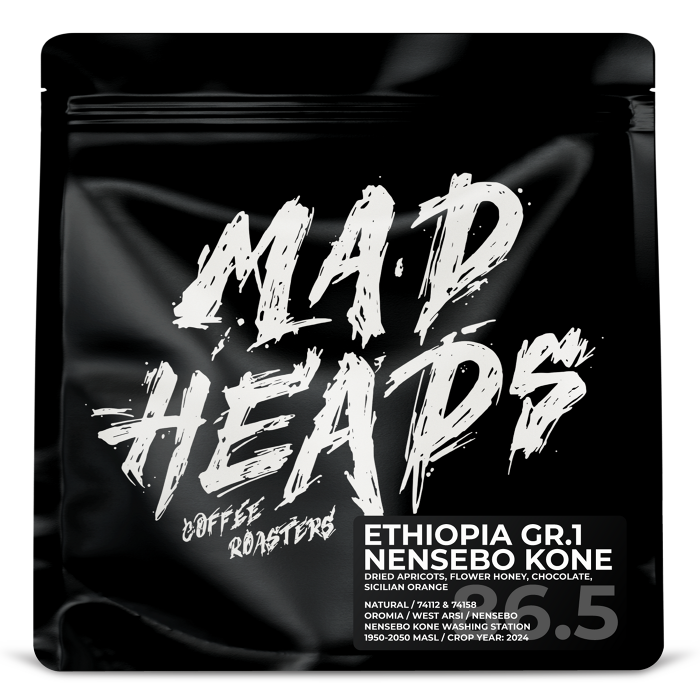 MAD
HEADS
COFFEE
ROASTERS
ETHIOPIA GR.1
NENSEBO KONE
DRIED APRICOTS, FLOWER HONEY, CHOCOLATE,
SICILIAN ORANGE
86.5
NATURAL / 74112 & 74158
OROMIA / WEST ARSI / NENSEBO
NENSEBO KONE WASHING STATION
1950-2050 MASL / CROP YEAR: 2024